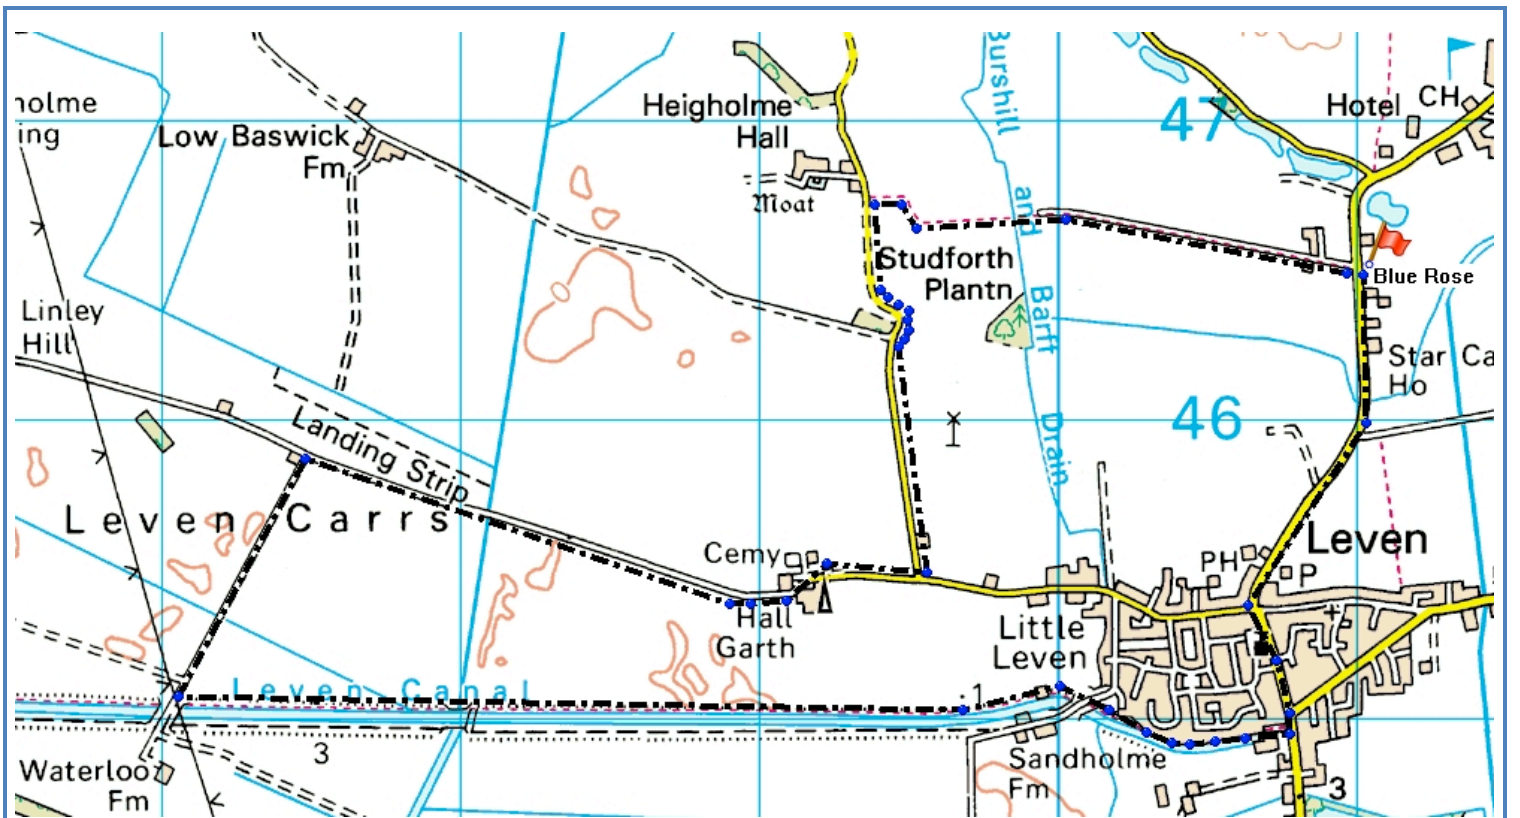 holme
ing
Low Baswick
Fm
Heigholme
Hall
Moat
Burshill
and
Barff
Drain
47
Hotel
CH
Blue Rose
Studforth
Plantn
Linley
Hill
Star Ca
Ho
46
Landing Strip
Leven Carrs
Cemy
Hall
Garth
PH
P
Leven
Little
Leven
Leven Canal
1
3
Waterloo
Fm
Sandholme
Fm
3